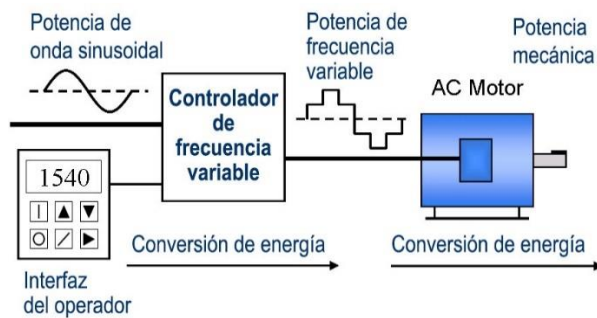 Potencia de
onda sinusoidal
Potencia de
frecuencia
variable
Potencia
mecánica
AC Motor
Controlador
de
frecuencia
variable
1540
Interfaz
del operador
Conversión de energía
Conversión de energía